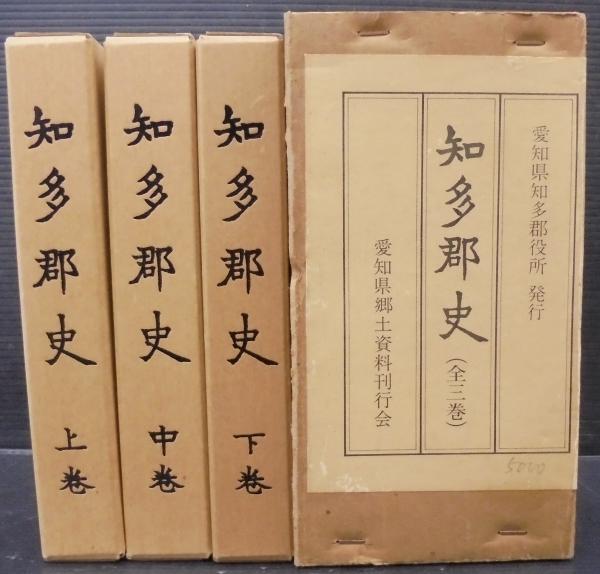 知多郡史 上巻
知多郡史 中巻
知多郡史 下巻
愛知県知多郡役所 発行
知多郡史(全三巻)
愛知県郷土資料刊行会
5000